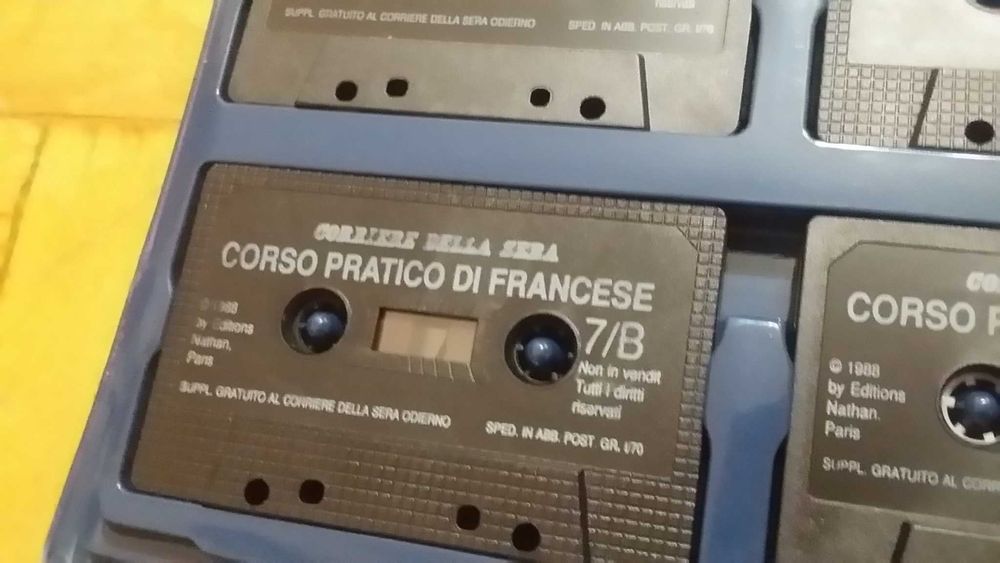 riservati
SUPPL. GRATUITO AL CORRIERE DELLA SERA ODIERNO
SPED. IN ABB. POST. GR. I/70
CORRIERE DELLA SERA
CORSO PRATICO DI FRANCESE
7/B
© 1988
by Editions
Nathan,
Paris
Non in vendit
Tutti i diritti
riservati
SUPPL. GRATUITO AL CORRIERE DELLA SERA ODIERNO
SPED. IN ABB. POST. GR. I/70
CO
CORSO P
© 1988
by Editions
Nathan.
Paris
SUPPL. GRATUITO AL CORR